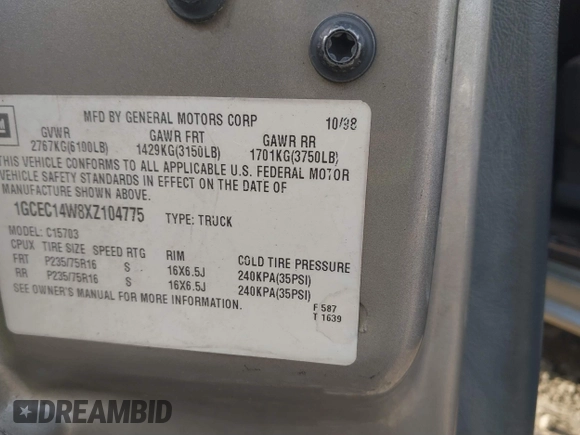 GM
MFD BY GENERAL MOTORS CORP 10/98
GVWR GAWR FRT GAWR RR
2767KG(6100LB) 1429KG(3150LB) 1701KG(3750LB)
THIS VEHICLE CONFORMS TO ALL APPLICABLE U.S. FEDERAL MOTOR
VEHICLE SAFETY STANDARDS IN EFFECT ON THE DATE OF
MANUFACTURE SHOWN ABOVE.
1GCEC14W8XZ104775 TYPE: TRUCK
MODEL: C15703
CPUX TIRE SIZE SPEED RTG RIM COLD TIRE PRESSURE
FRT P235/75R16 S 16X6.5J 240KPA(35PSI)
RR P235/75R16 S 16X6.5J 240KPA(35PSI)
SEE OWNER'S MANUAL FOR MORE INFORMATION.
F 587
T 1639
DREAMBID